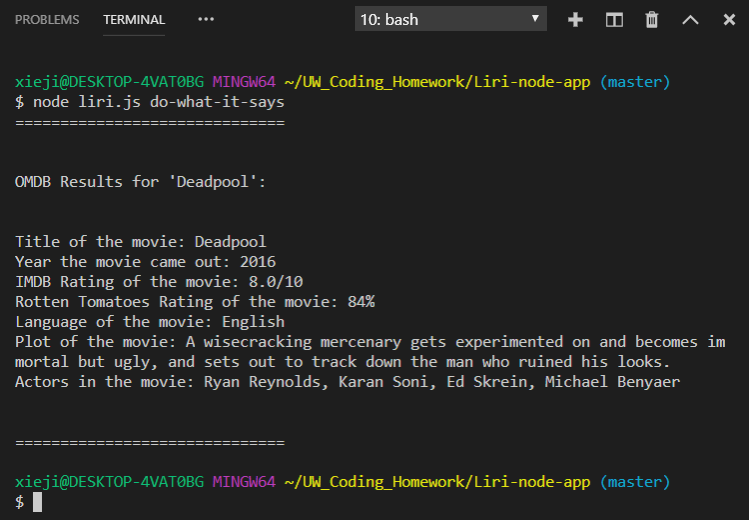 PROBLEMS TERMINAL ••• 10: bash
xieji@DESKTOP-4VAT0BG MINGW64 ~/UW_Coding_Homework/Liri-node-app (master)
$ node liri.js do-what-it-says
==============================
OMDB Results for 'Deadpool':
Title of the movie: Deadpool
Year the movie came out: 2016
IMDB Rating of the movie: 8.0/10
Rotten Tomatoes Rating of the movie: 84%
Language of the movie: English
Plot of the movie: A wisecracking mercenary gets experimented on and becomes im
mortal but ugly, and sets out to track down the man who ruined his looks.
Actors in the movie: Ryan Reynolds, Karan Soni, Ed Skrein, Michael Benyaer
==============================
xieji@DESKTOP-4VAT0BG MINGW64 ~/UW_Coding_Homework/Liri-node-app (master)
$